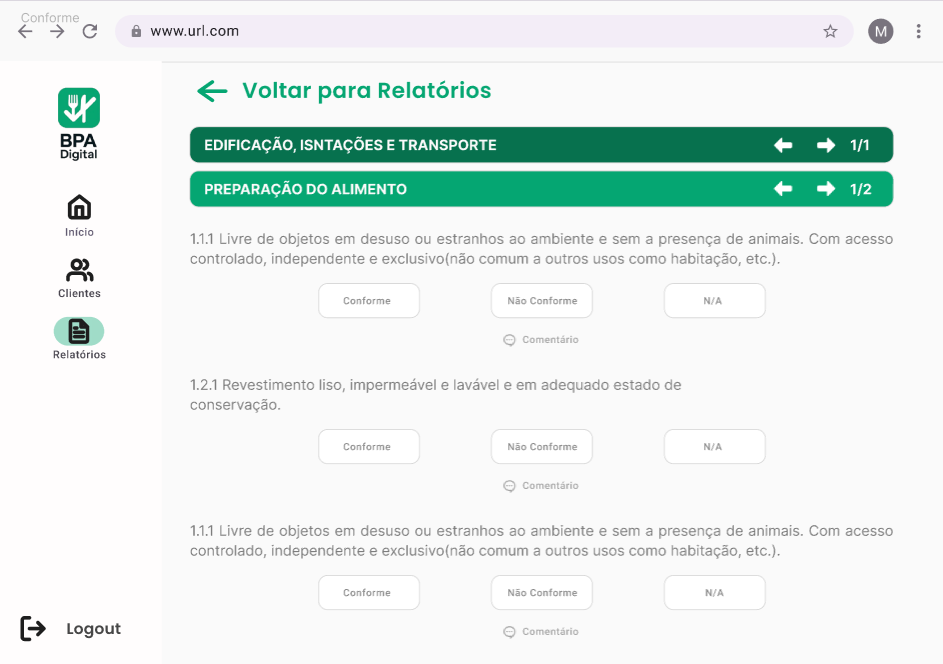 Conforme
www.url.com
M
Voltar para Relatórios
BPA
Digital
EDIFICAÇÃO, ISNTAÇÕES E TRANSPORTE
1/1
PREPARAÇÃO DO ALIMENTO
1/2
Início
Clientes
Relatórios
1.1.1 Livre de objetos em desuso ou estranhos ao ambiente e sem a presença de animais. Com acesso
controlado, independente e exclusivo(não comum a outros usos como habitação, etc.).
Conforme
Não Conforme
N/A
Comentário
1.2.1 Revestimento liso, impermeável e lavável e em adequado estado de
conservação.
Conforme
Não Conforme
N/A
Comentário
1.1.1 Livre de objetos em desuso ou estranhos ao ambiente e sem a presença de animais. Com acesso
controlado, independente e exclusivo(não comum a outros usos como habitação, etc.).
Conforme
Não Conforme
N/A
Comentário
Logout